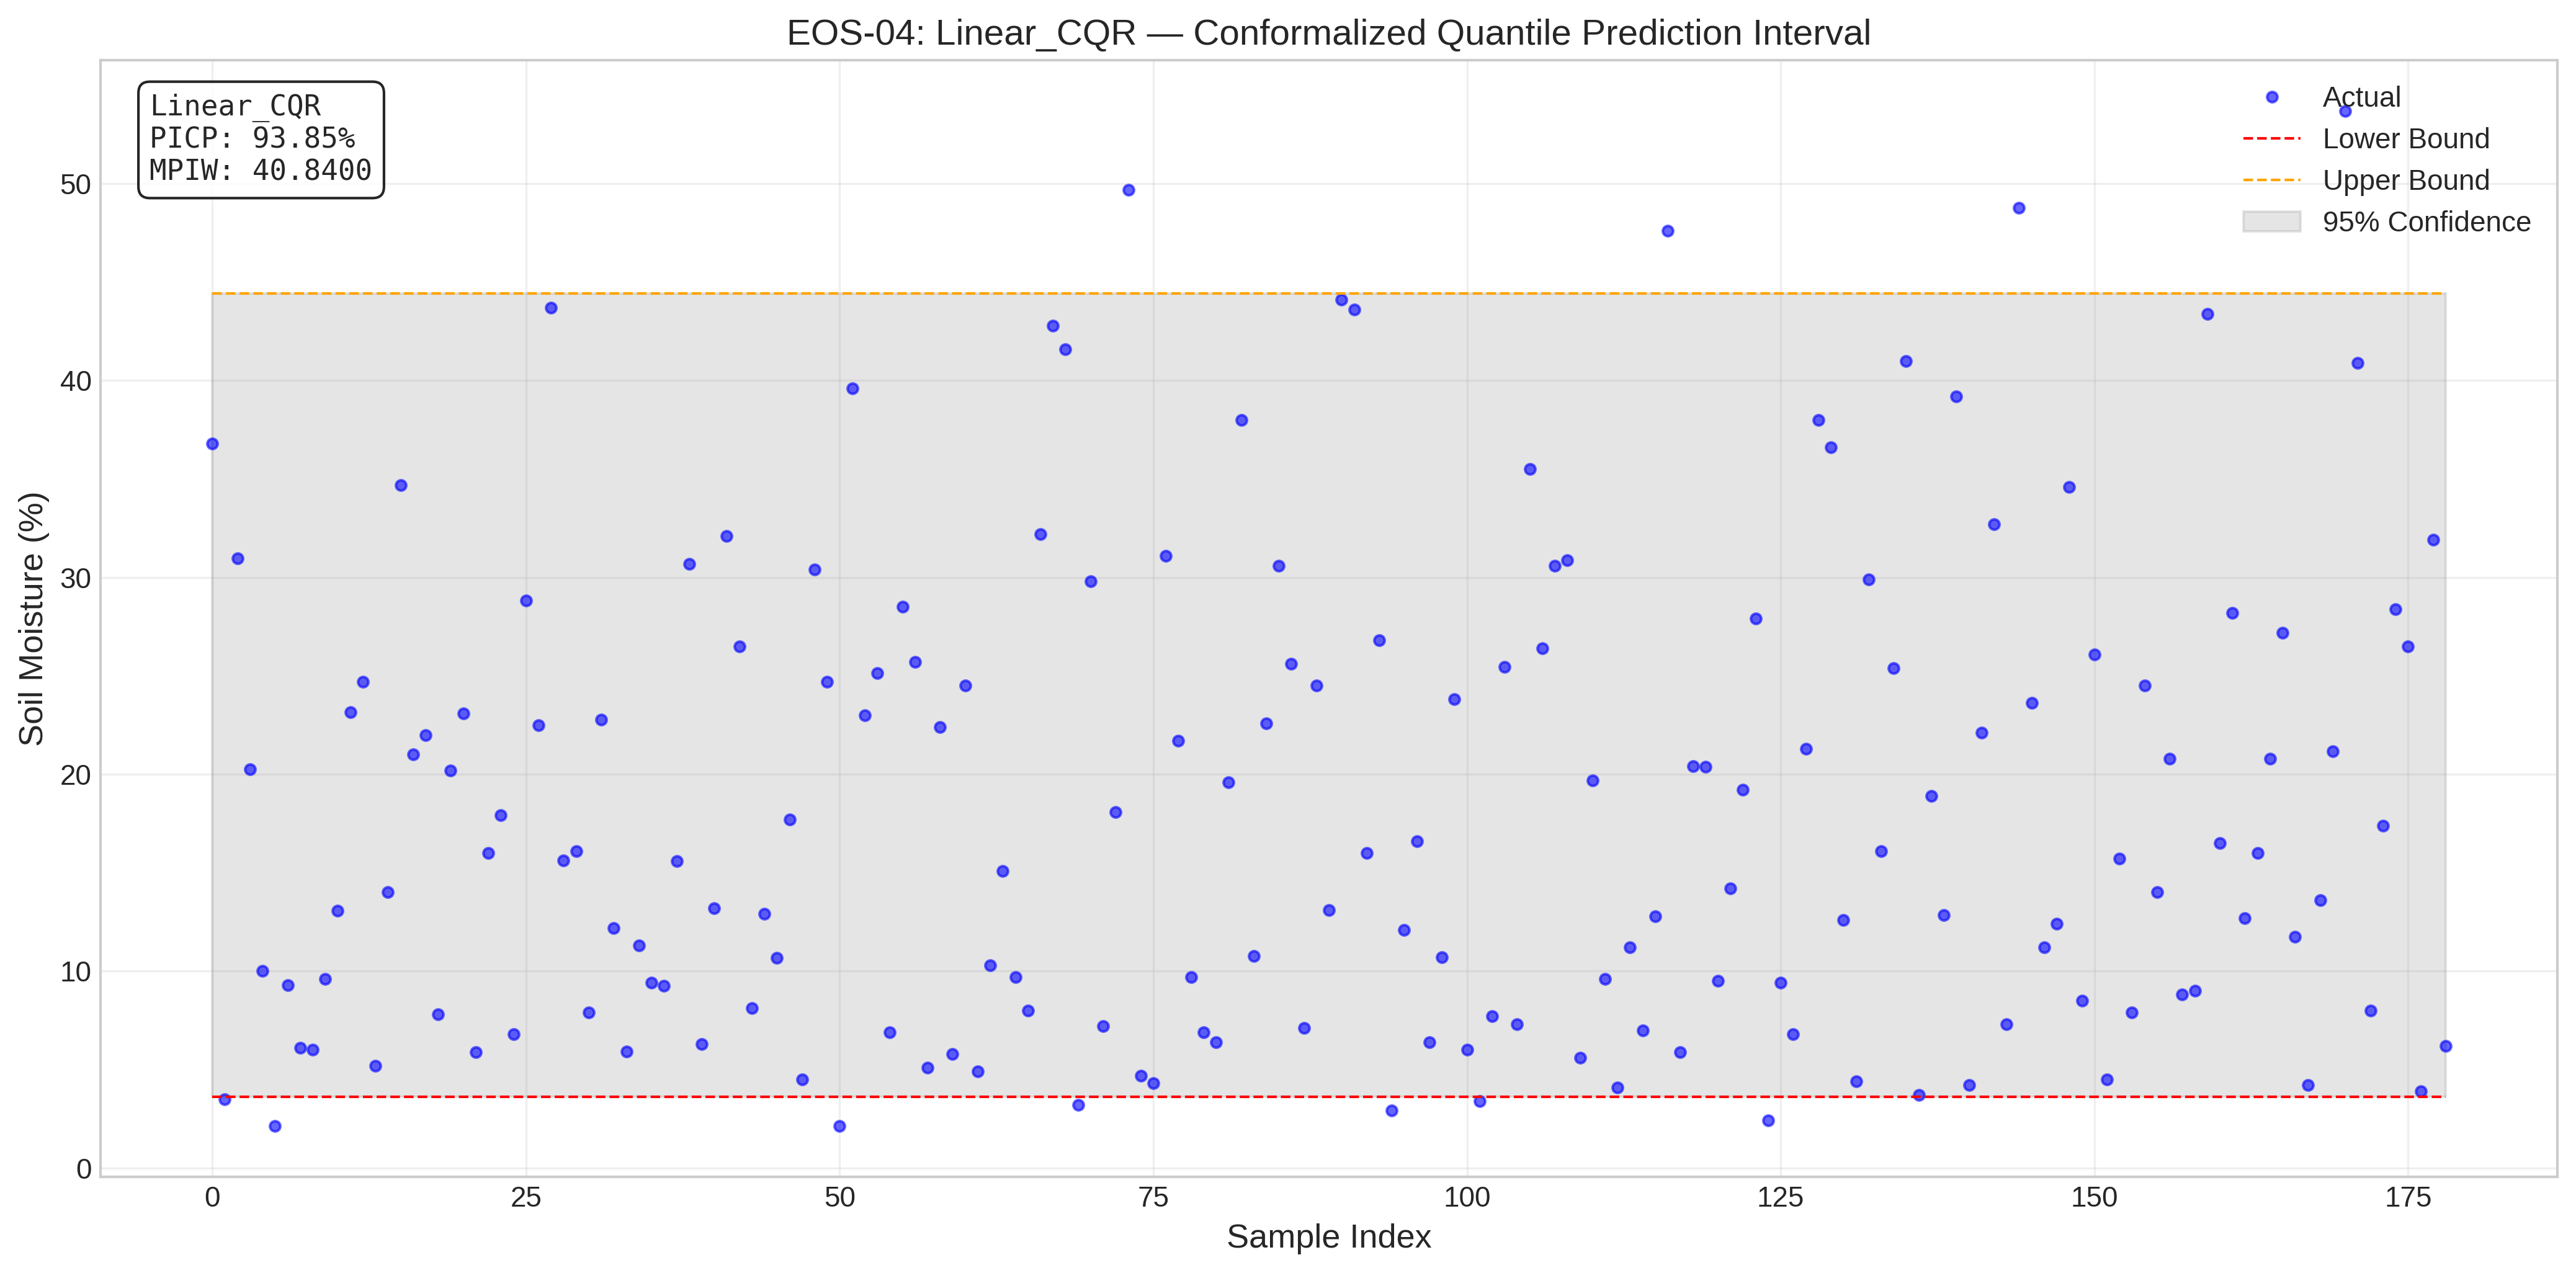 EOS-04: Linear_CQR — Conformalized Quantile Prediction Interval
Linear_CQR
PICP: 93.85%
MPIW: 40.8400
Actual
Lower Bound
Upper Bound
95% Confidence
Soil Moisture (%)
50
40
30
20
10
0
0 25 50 75 100 125 150 175
Sample Index